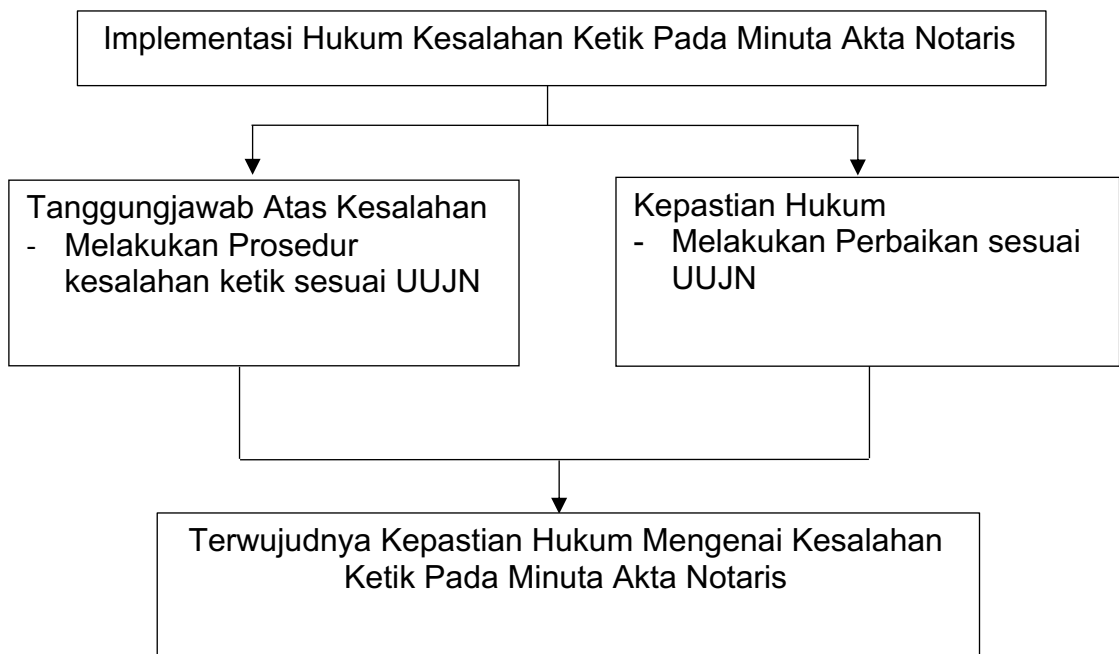 Implementasi Hukum Kesalahan Ketik Pada Minuta Akta Notaris
Tanggungjawab Atas Kesalahan
- Melakukan Prosedur
kesalahan ketik sesuai UUJN
Kepastian Hukum
- Melakukan Perbaikan sesuai
UUJN
Terwujudnya Kepastian Hukum Mengenai Kesalahan
Ketik Pada Minuta Akta Notaris